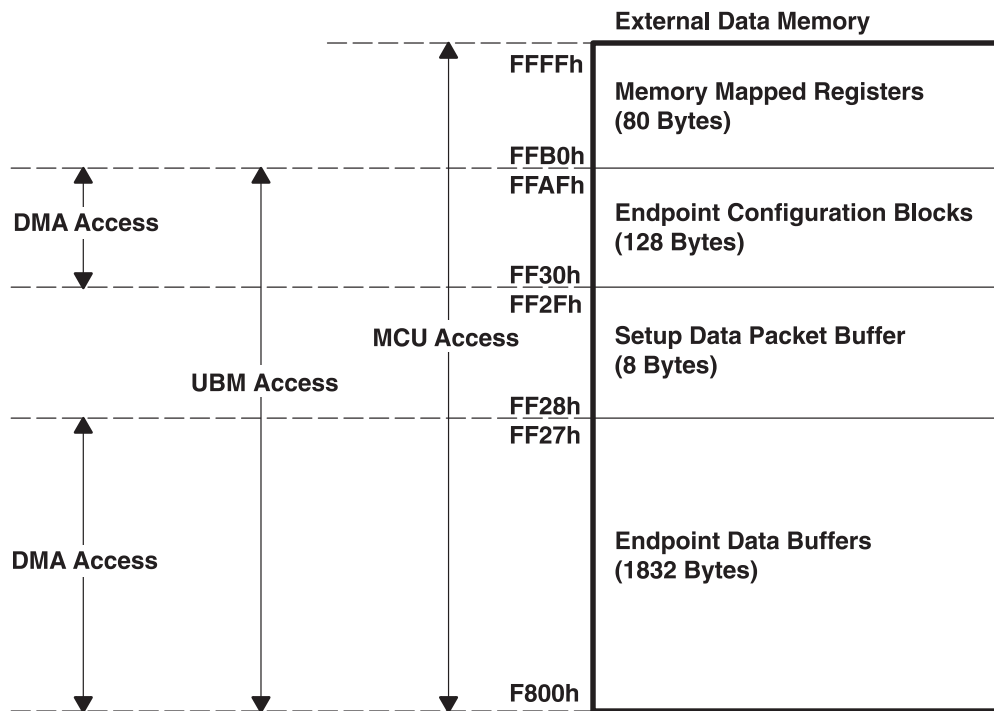 External Data Memory
FFFFh
Memory Mapped Registers
(80 Bytes)
FFB0h
FFAFh
DMA Access
Endpoint Configuration Blocks
(128 Bytes)
FF30h
FF2Fh
MCU Access
Setup Data Packet Buffer
(8 Bytes)
UBM Access
FF28h
FF27h
DMA Access
Endpoint Data Buffers
(1832 Bytes)
F800h